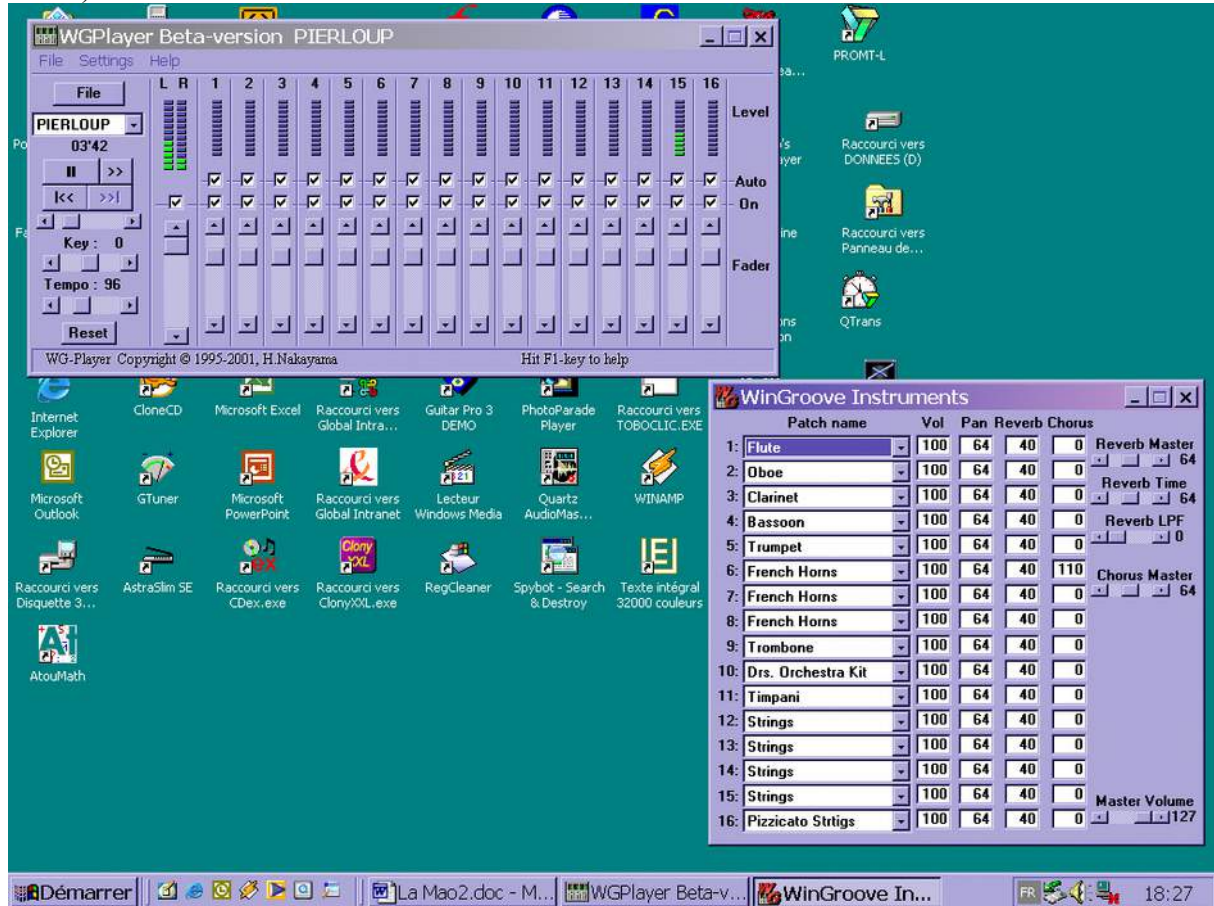 WGPlayer Beta-version PIERLOUP
File Settings Help
File
L R 1 2 3 4 5 6 7 8 9 10 11 12 13 14 15 16
Level
PIERLOUP
03'42
II >>
|<< >>|
Auto
On
Key : 0
Fader
Tempo : 96
Reset
WG-Player Copyright © 1995-2001, H.Nakayama Hit F1-key to help
PROMT-L
Raccourci vers
DONNEES (D)
Raccourci vers
Panneau de...
QTrans
Internet
Explorer
CloneCD
Microsoft Excel
Raccourci vers
Global Intra...
Guitar Pro 3
DEMO
PhotoParade
Player
Raccourci vers
TOBOCLIC.EXE
Microsoft
Outlook
GTuner
Microsoft
PowerPoint
Raccourci vers
Global Intranet
Lecteur
Windows Media
Quartz
AudioMas...
WINAMP
Raccourci vers
Disquette 3...
AstraSlim SE
Raccourci vers
CDex.exe
Clony
XXL
Raccourci vers
ClonyXXL.exe
RegCleaner
Spybot - Search
& Destroy
Texte intégral
32000 couleurs
AtouMath
WinGroove Instruments
Patch name Vol Pan Reverb Chorus
1: Flute 100 64 40 0
2: Oboe 100 64 40 0
3: Clarinet 100 64 40 0
4: Bassoon 100 64 40 0
5: Trumpet 100 64 40 0
6: French Horns 100 64 40 110
7: French Horns 100 64 40 0
8: French Horns 100 64 40 0
9: Trombone 100 64 40 0
10: Drs. Orchestra Kit 100 64 40 0
11: Timpani 100 64 40 0
12: Strings 100 64 40 0
13: Strings 100 64 40 0
14: Strings 100 64 40 0
15: Strings 100 64 40 0
16: Pizzicato Strtigs 100 64 40 0
Reverb Master
64
Reverb Time
64
Reverb LPF
0
Chorus Master
64
Master Volume
127
Démarrer
La Mao2.doc - M...
WGPlayer Beta-v...
WinGroove In...
FR
18:27